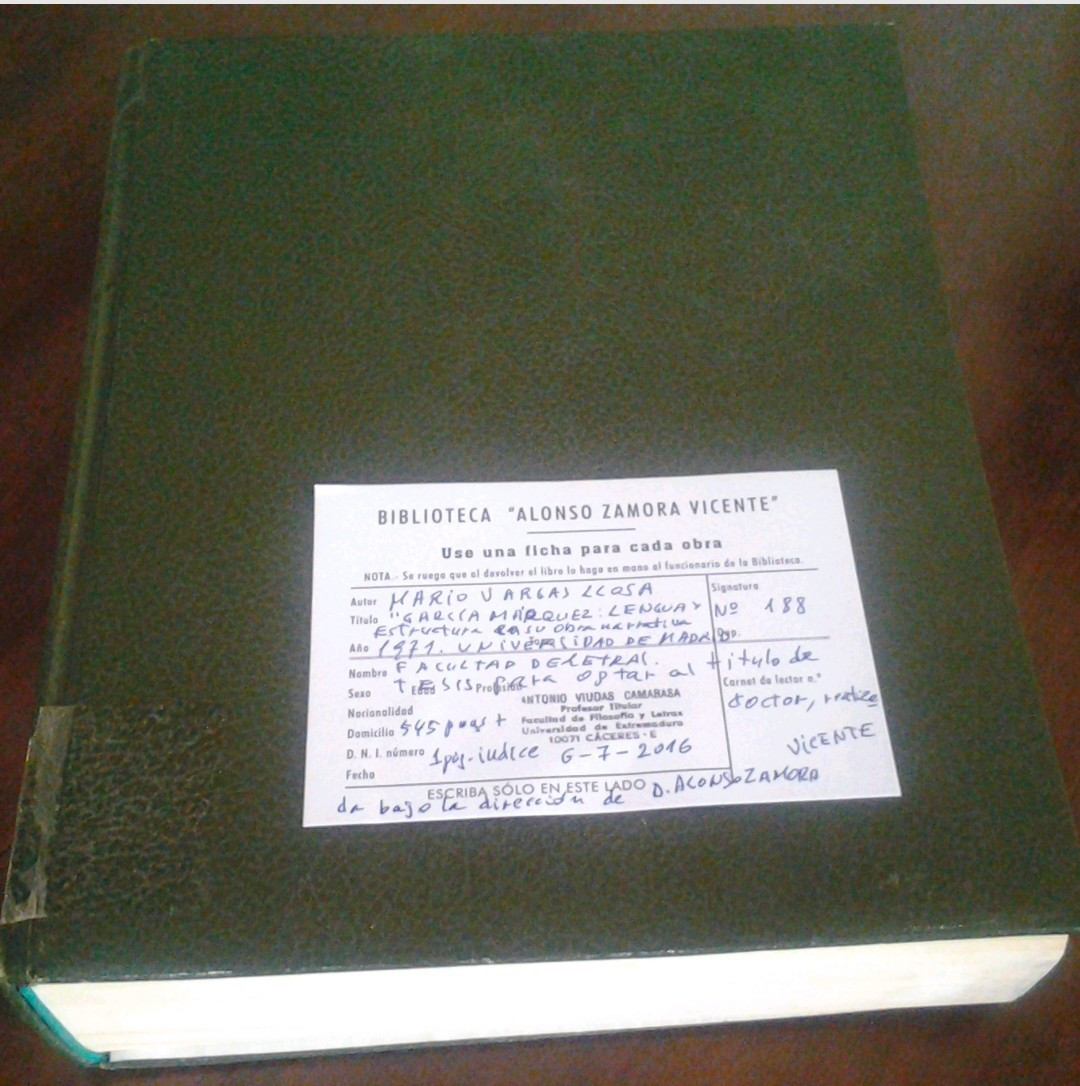 BIBLIOTECA "ALONSO ZAMORA VICENTE"
Use una ficha para cada obra
NOTA.- Se ruega que al devolver el libro lo haga en mano al funcionario de la Biblioteca.
Autor MARIO VARGAS LLOSA
Signatura
Título "GARCÍA MÁRQUEZ: LENGUA Y
Nº 188
Estructura en su obra narrativa
Año 1971. UNIVERSIDAD DE MADRID.
Nombre FACULTAD DE LETRAS.
Sexo Edad Profesión TESIS para optar al título de
Carnet de lector n.º
doctor, realiza
ANTONIO VIUDAS CAMARASA
Profesor Titular
Facultad de Filosofía y Letras
Universidad de Extremadura
10071 CÁCERES - E
Nacionalidad
Domicilio 545 pags +
D. N. I. número 1 pág. índice 6-7-2016
VICENTE
Fecha
ESCRIBA SÓLO EN ESTE LADO
da bajo la dirección de D. ALONSO ZAMORA